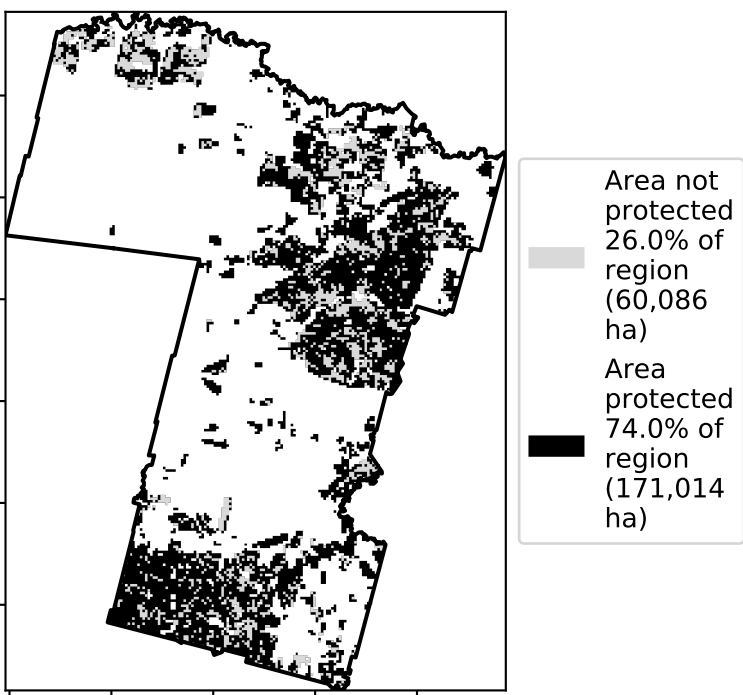 Area not
protected
26.0% of
region
(60,086
ha)
Area
protected
74.0% of
region
(171,014
ha)